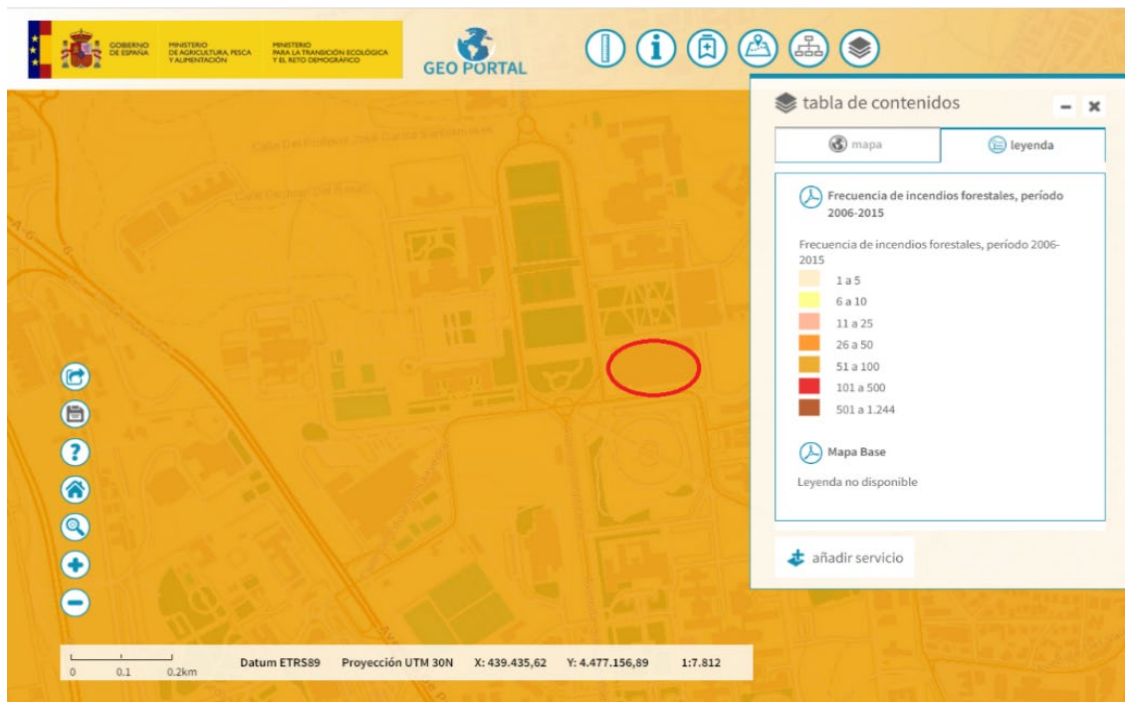 GOBIERNO
DE ESPAÑA
MINISTERIO
DE AGRICULTURA, PESCA
Y ALIMENTACIÓN
MINISTERIO
PARA LA TRANSICIÓN ECOLÓGICA
Y EL RETO DEMOGRÁFICO
GEO PORTAL
tabla de contenidos
mapa
leyenda
Frecuencia de incendios forestales, período
2006-2015
Frecuencia de incendios forestales, período 2006-
2015
1 a 5
6 a 10
11 a 25
26 a 50
51 a 100
101 a 500
501 a 1.244
Mapa Base
Leyenda no disponible
añadir servicio
A-6
0 0.1 0.2km
Datum ETRS89 Proyección UTM 30N X: 439.435,62 Y: 4.477.156,89 1:7.812